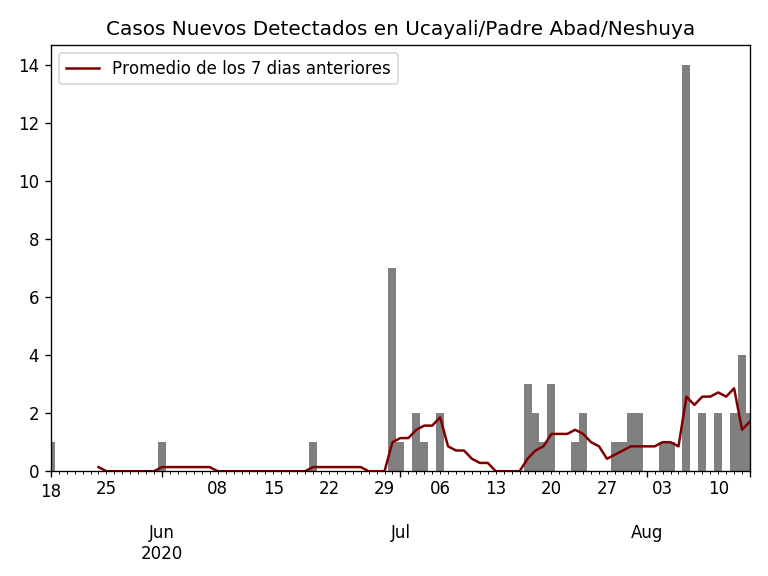 Casos Nuevos Detectados en Ucayali/Padre Abad/Neshuya
Promedio de los 7 dias anteriores
14
12
10
8
6
4
2
0
18 25 08 15 22 29 06 13 20 27 03 10
Jun Jul Aug
2020